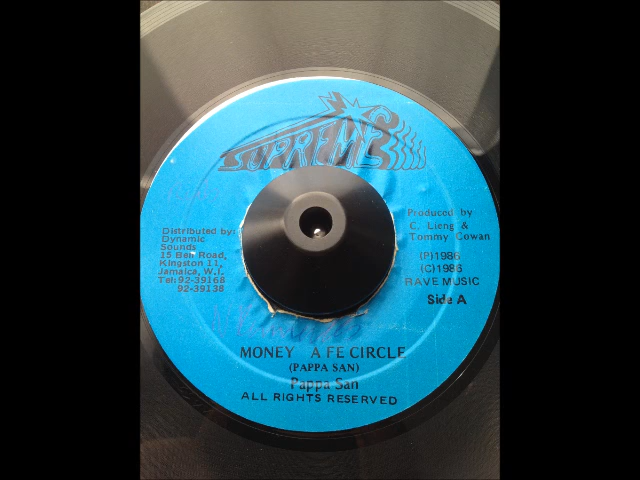 SUPREME
Distributed by:
Dynamic
Sounds
15 Bell Road,
Kingston 11,
Jamaica, W.I.
Tel: 92-39168
92-39138
Produced by
C. Lieng &
Tommy Cowan
(P)1986
(C)1986
RAVE MUSIC
Side A
MONEY A FE CIRCLE
(PAPPA SAN)
Pappa San
ALL RIGHTS RESERVED